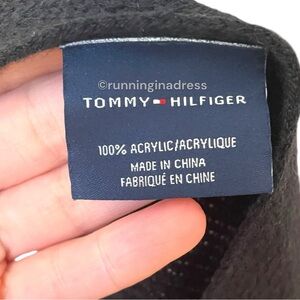 ©runninginadress
TOMMY HILFIGER
100% ACRYLIC/ACRYLIQUE
MADE IN CHINA
FABRIQUÉ EN CHINE